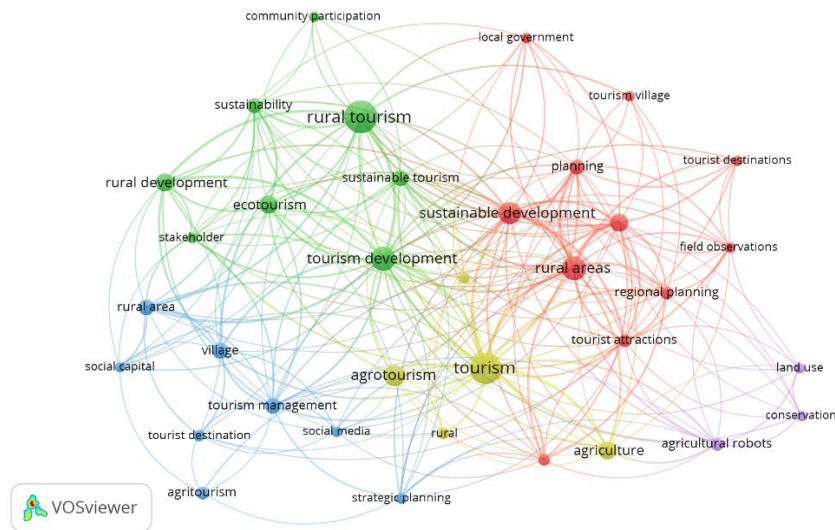 community participation
local government
sustainability
tourism village
rural tourism
planning
tourist destinations
rural development
sustainable tourism
ecotourism
sustainable development
stakeholder
field observations
tourism development
rural areas
regional planning
rural area
tourist attractions
village
social capital
agrotourism
tourism
land use
tourism management
conservation
tourist destination
social media
rural
agriculture
agricultural robots
agritourism
strategic planning
VOSviewer